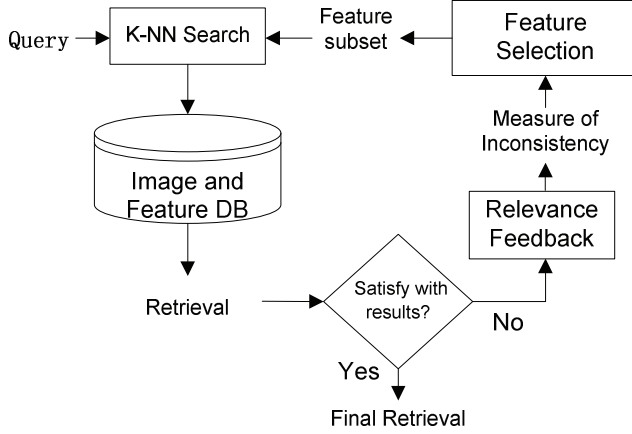 Query
K-NN Search
Feature
subset
Feature
Selection
Measure of
Inconsistency
Image and
Feature DB
Relevance
Feedback
Retrieval
Satisfy with
results?
No
Yes
Final Retrieval